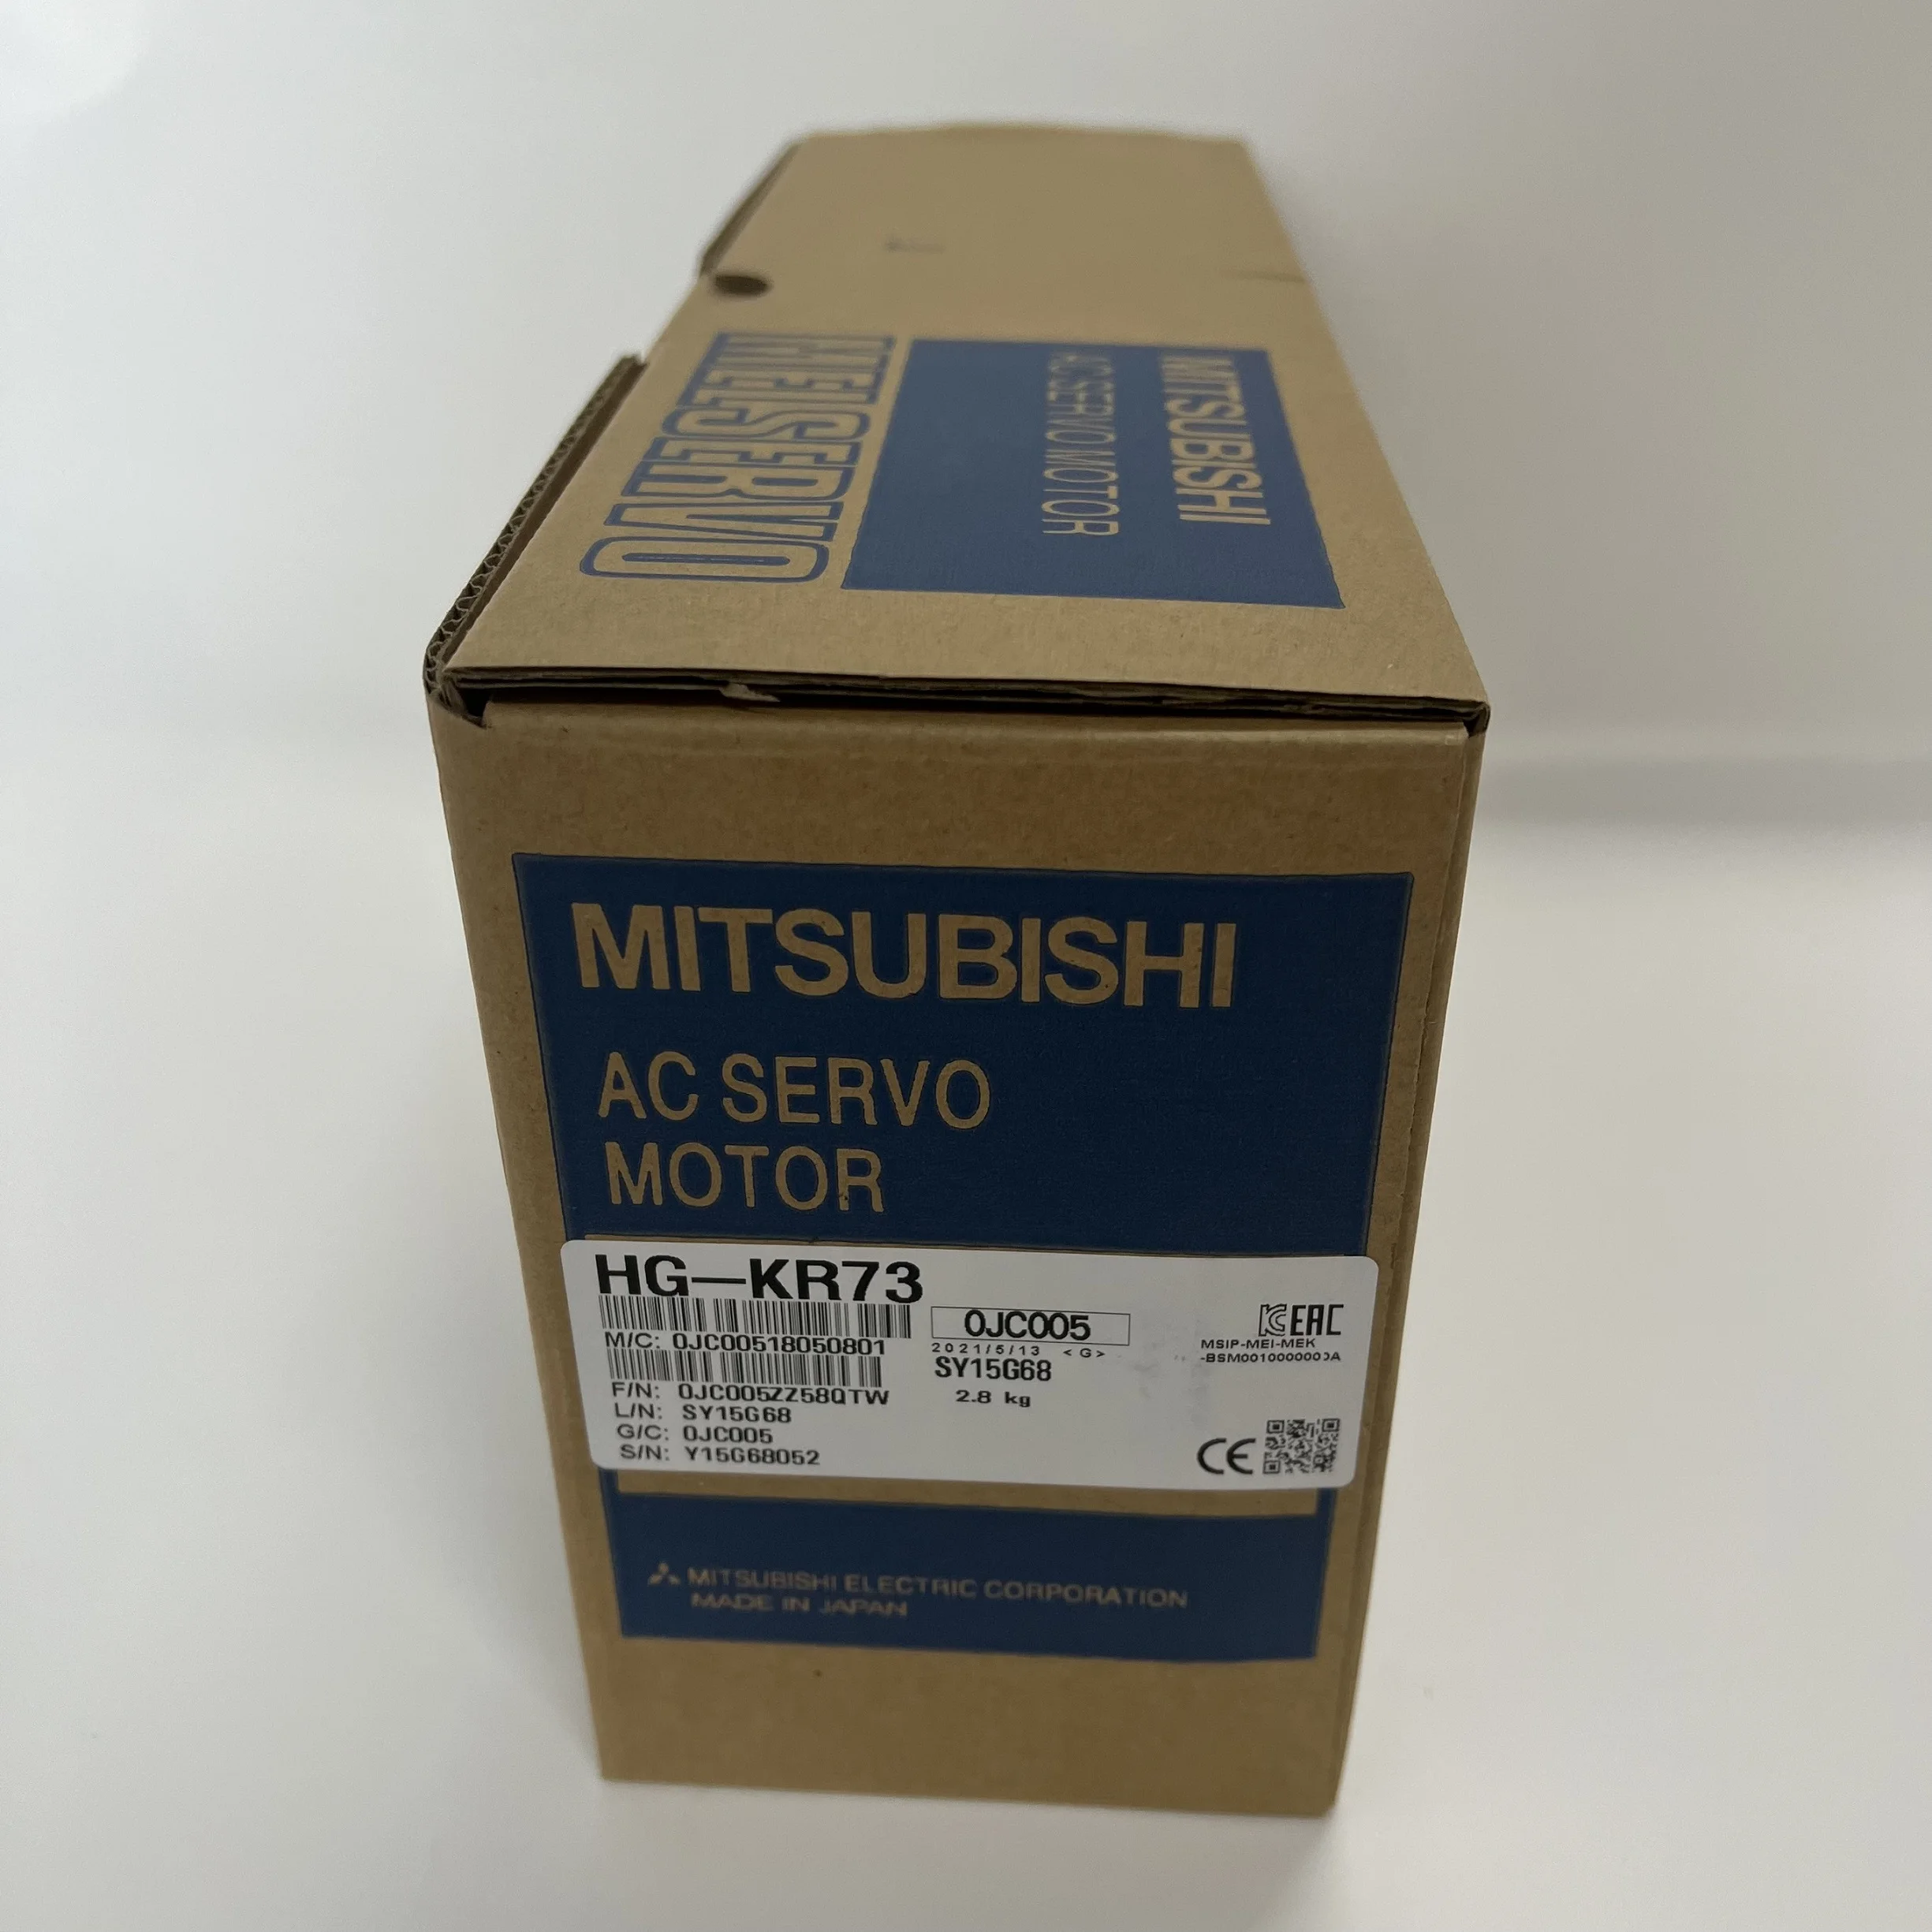 MELSERVO
MITSUBISHI
AC SERVO MOTOR
MITSUBISHI
AC SERVO
MOTOR
HG-KR73
M/C: 0JC00518050801
F/N: 0JC005ZZ58QTW
L/N: SY15G68
G/C: 0JC005
S/N: Y15G68052
0JC005
2021/5/13 <G>
SY15G68
2.8 kg
EAC
MSIP-MEI-MEK
CE
MITSUBISHI ELECTRIC CORPORATION
MADE IN JAPAN